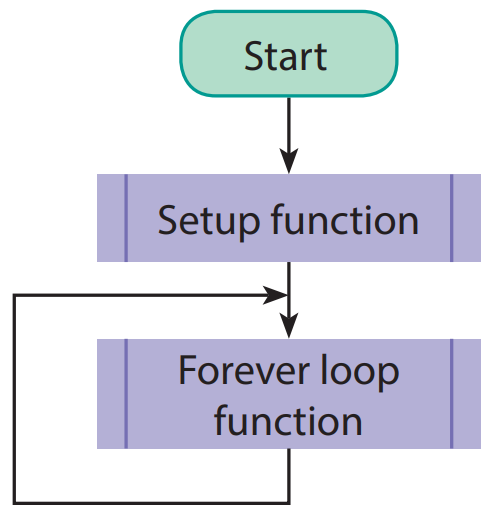 Start
Setup function
Forever loop
function